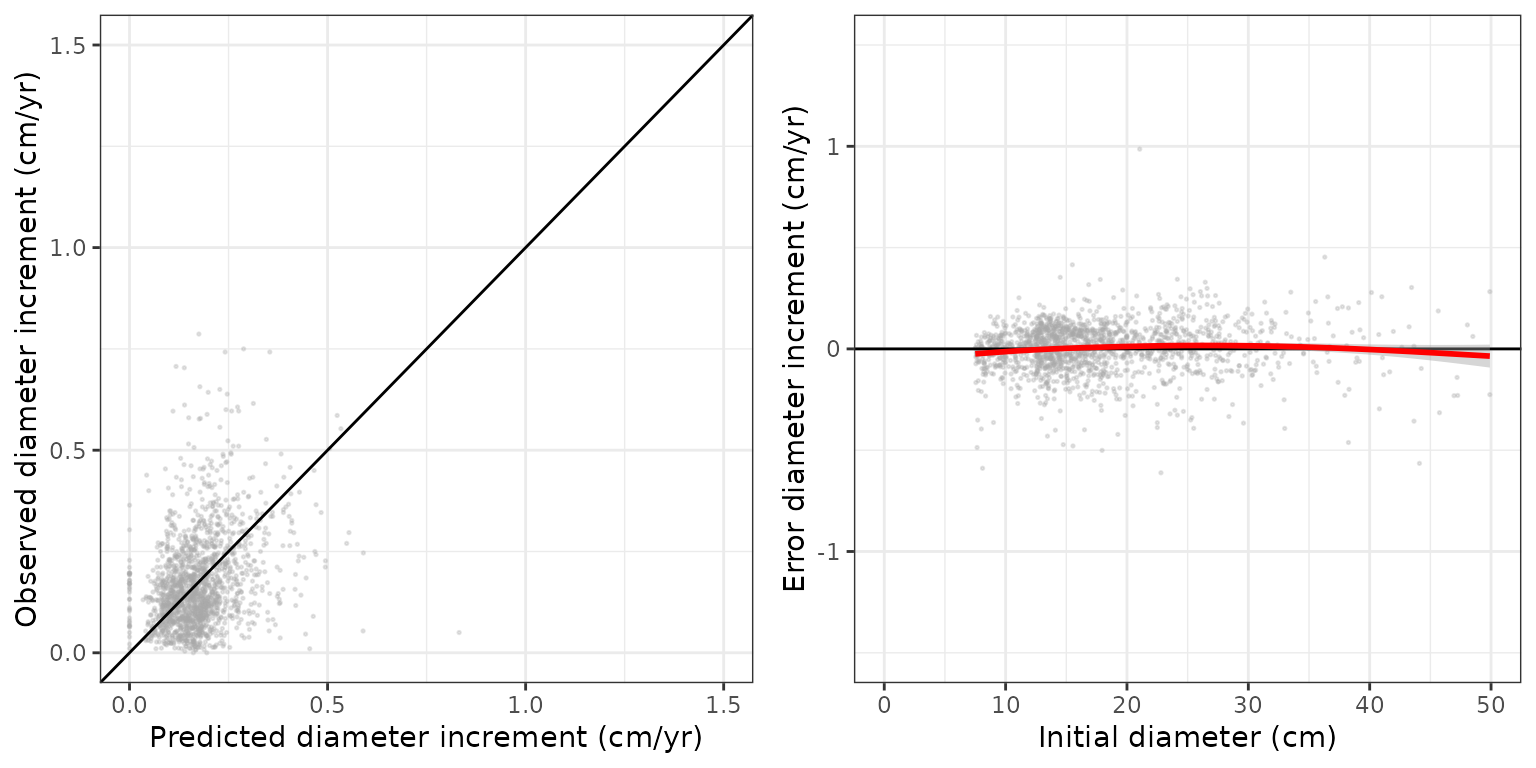 Observed diameter increment (cm/yr)
1.5
1.0
0.5
0.0
0.0 0.5 1.0 1.5
Predicted diameter increment (cm/yr)
Error diameter increment (cm/yr)
1
0
-1
0 10 20 30 40 50
Initial diameter (cm)